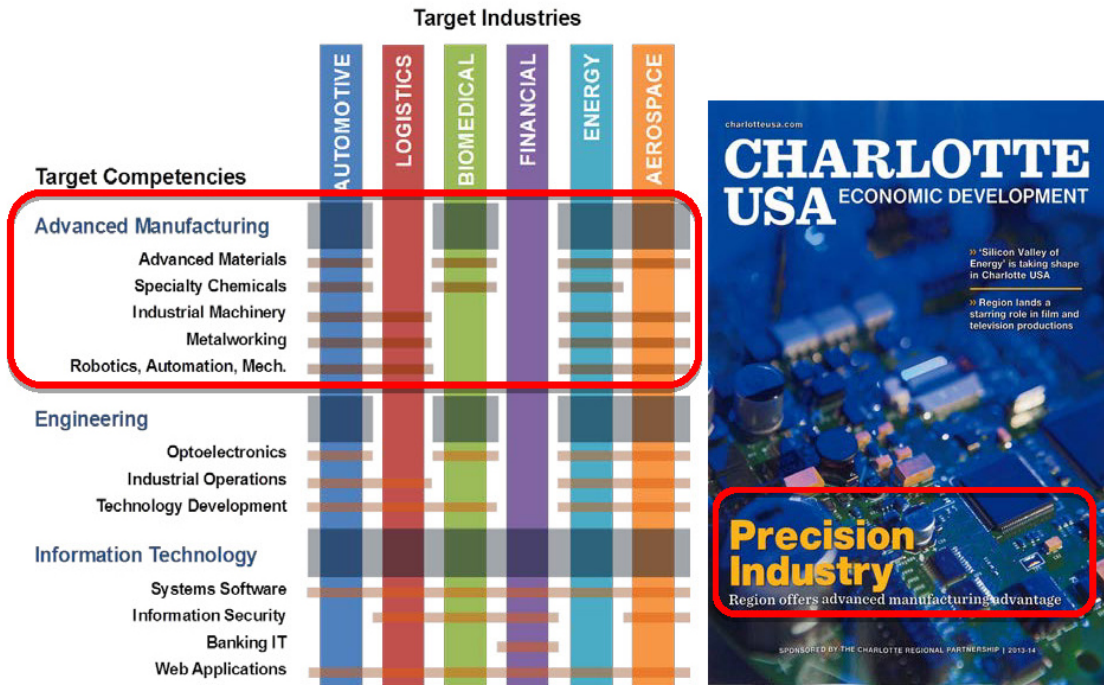 Target Industries
AUTOMOTIVE
LOGISTICS
BIOMEDICAL
FINANCIAL
ENERGY
AEROSPACE
Target Competencies
Advanced Manufacturing
Advanced Materials
Specialty Chemicals
Industrial Machinery
Metalworking
Robotics, Automation, Mech.
Engineering
Optoelectronics
Industrial Operations
Technology Development
Information Technology
Systems Software
Information Security
Banking IT
Web Applications
charlotteusa.com
CHARLOTTE
USA ECONOMIC DEVELOPMENT
» 'Silicon Valley of
Energy' is taking shape
in Charlotte USA
» Region lands a
starring role in film and
television productions
Precision
Industry
Region offers advanced manufacturing advantage
SPONSORED BY THE CHARLOTTE REGIONAL PARTNERSHIP | 2013-14